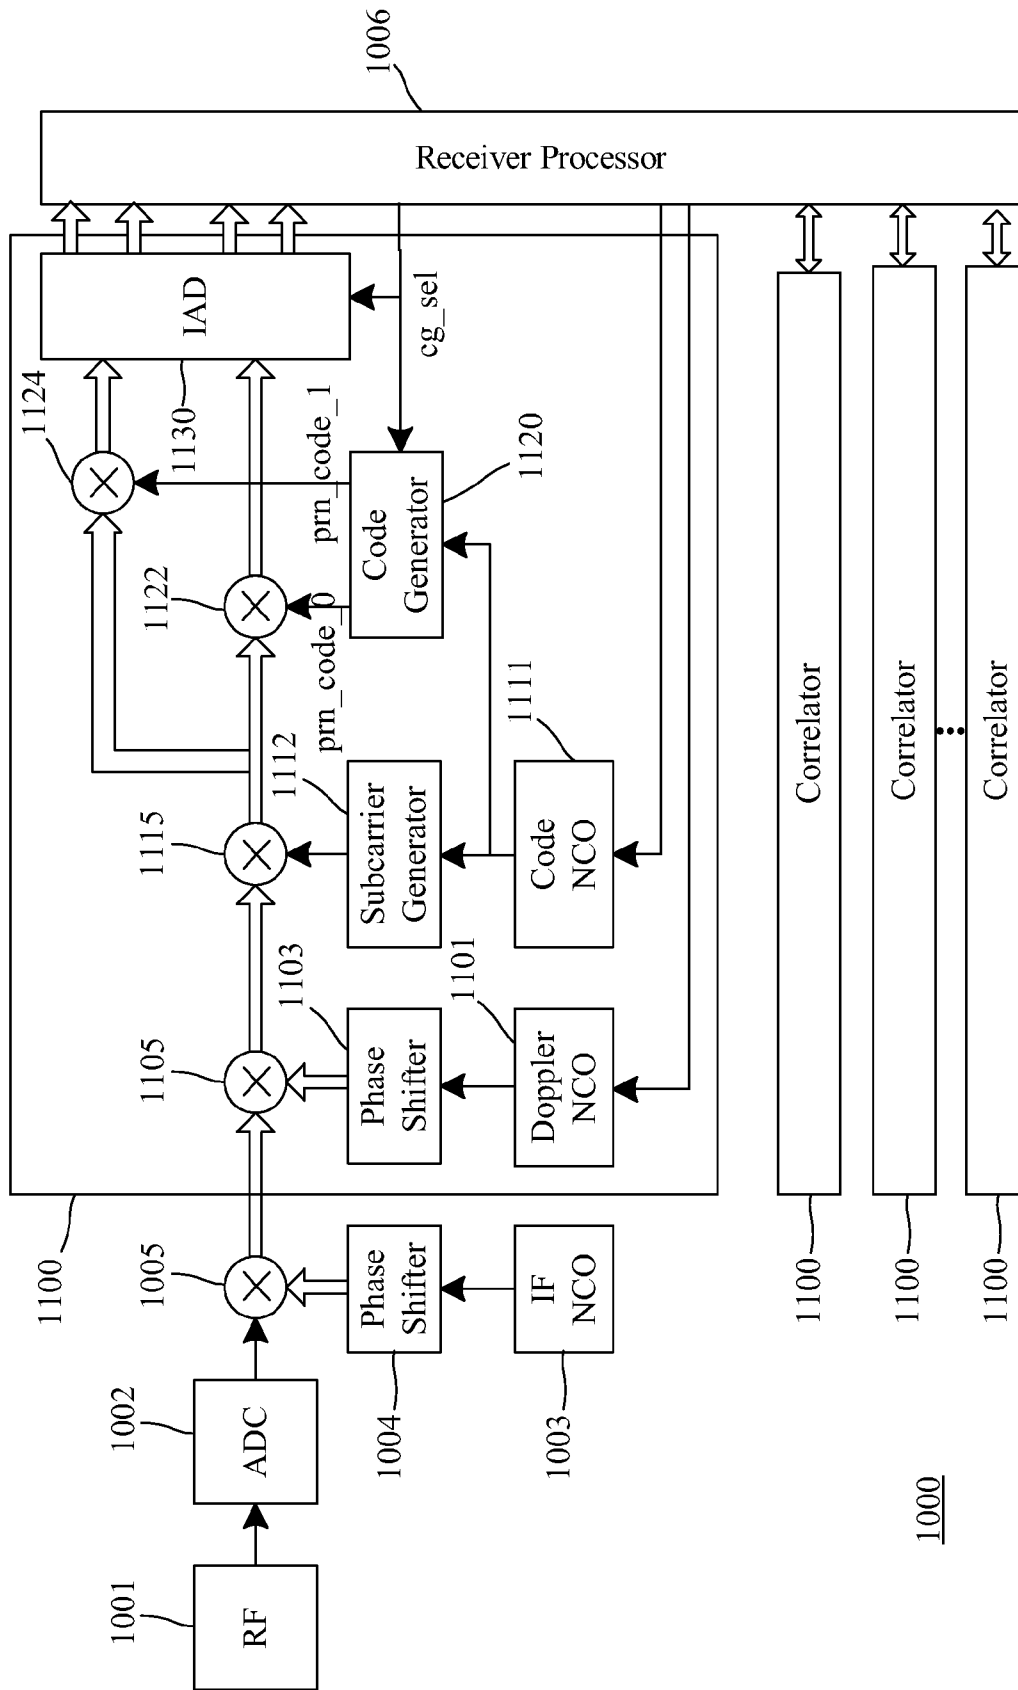 1001
RF
1002
ADC
1005
1004
Phase
Shifter
1003
IF
NCO
1100
1105
1103
Phase
Shifter
1101
Doppler
NCO
1115
1112
Subcarrier
Generator
1111
Code
NCO
1122
prn_code_0
1124
prn_code_1
1120
Code
Generator
1130
IAD
cg_sel
1006
Receiver Processor
1100
Correlator
1100
Correlator
1100
Correlator
1000